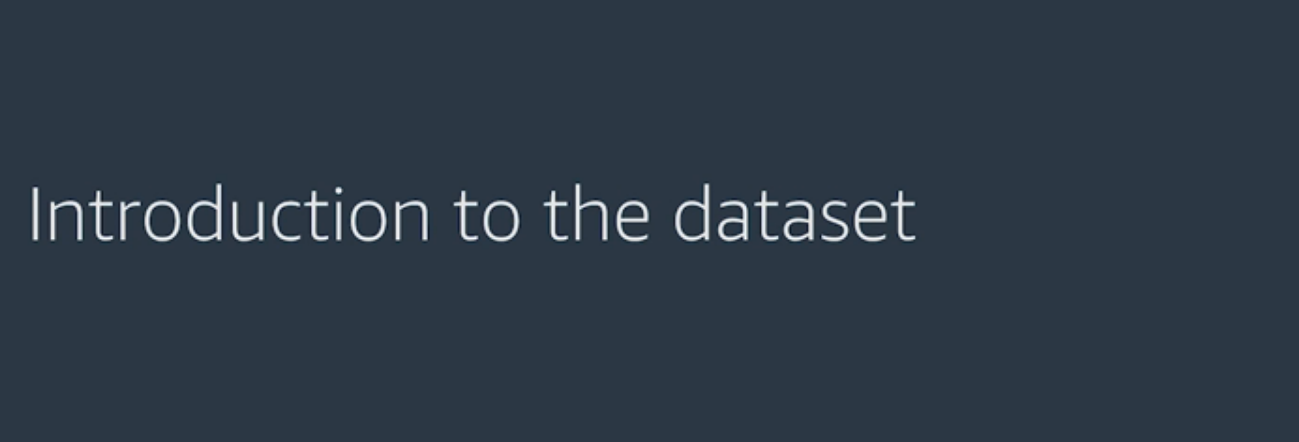 Introduction to the dataset